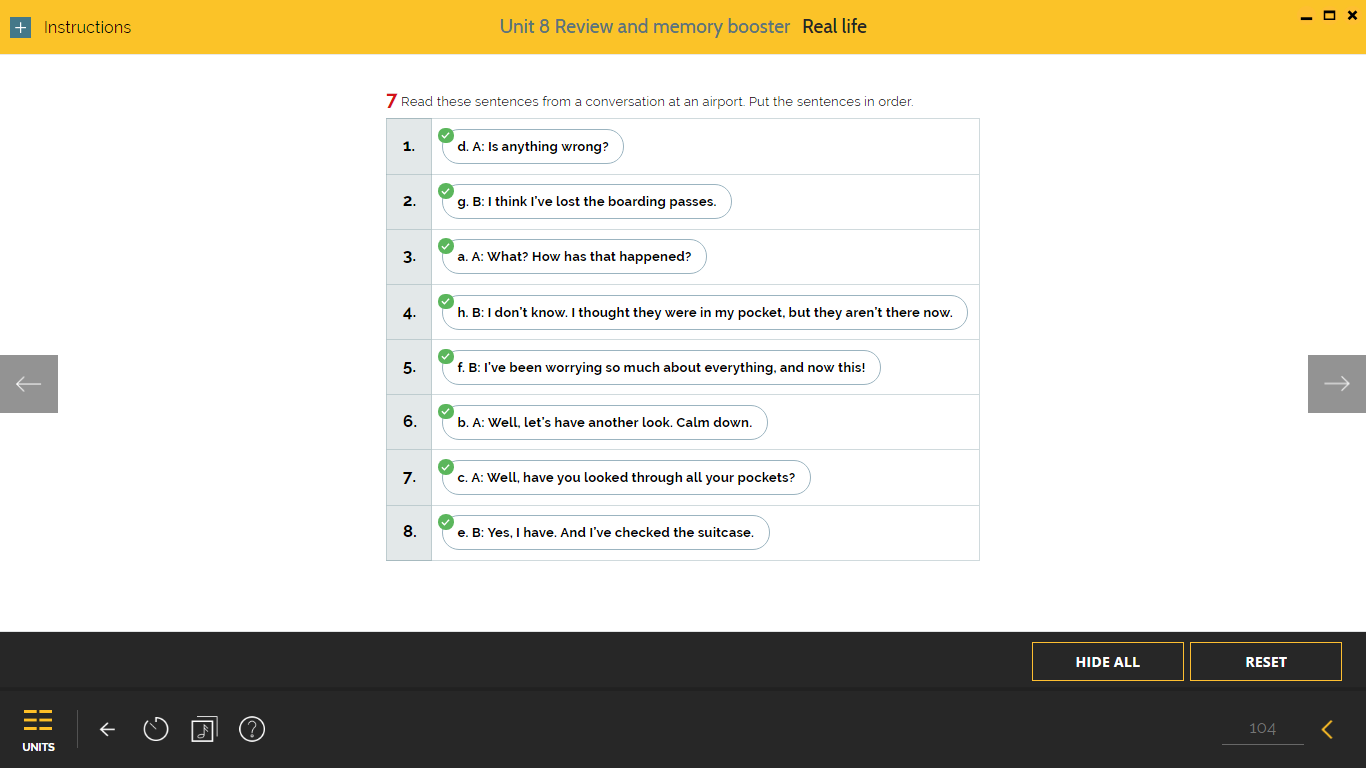 Instructions
Unit 8 Review and memory booster Real life
7 Read these sentences from a conversation at an airport. Put the sentences in order.
1. d. A: Is anything wrong?
2. g. B: I think I've lost the boarding passes.
3. a. A: What? How has that happened?
4. h. B: I don't know. I thought they were in my pocket, but they aren't there now.
5. f. B: I've been worrying so much about everything, and now this!
6. b. A: Well, let's have another look. Calm down.
7. c. A: Well, have you looked through all your pockets?
8. e. B: Yes, I have. And I've checked the suitcase.
HIDE ALL
RESET
UNITS
104